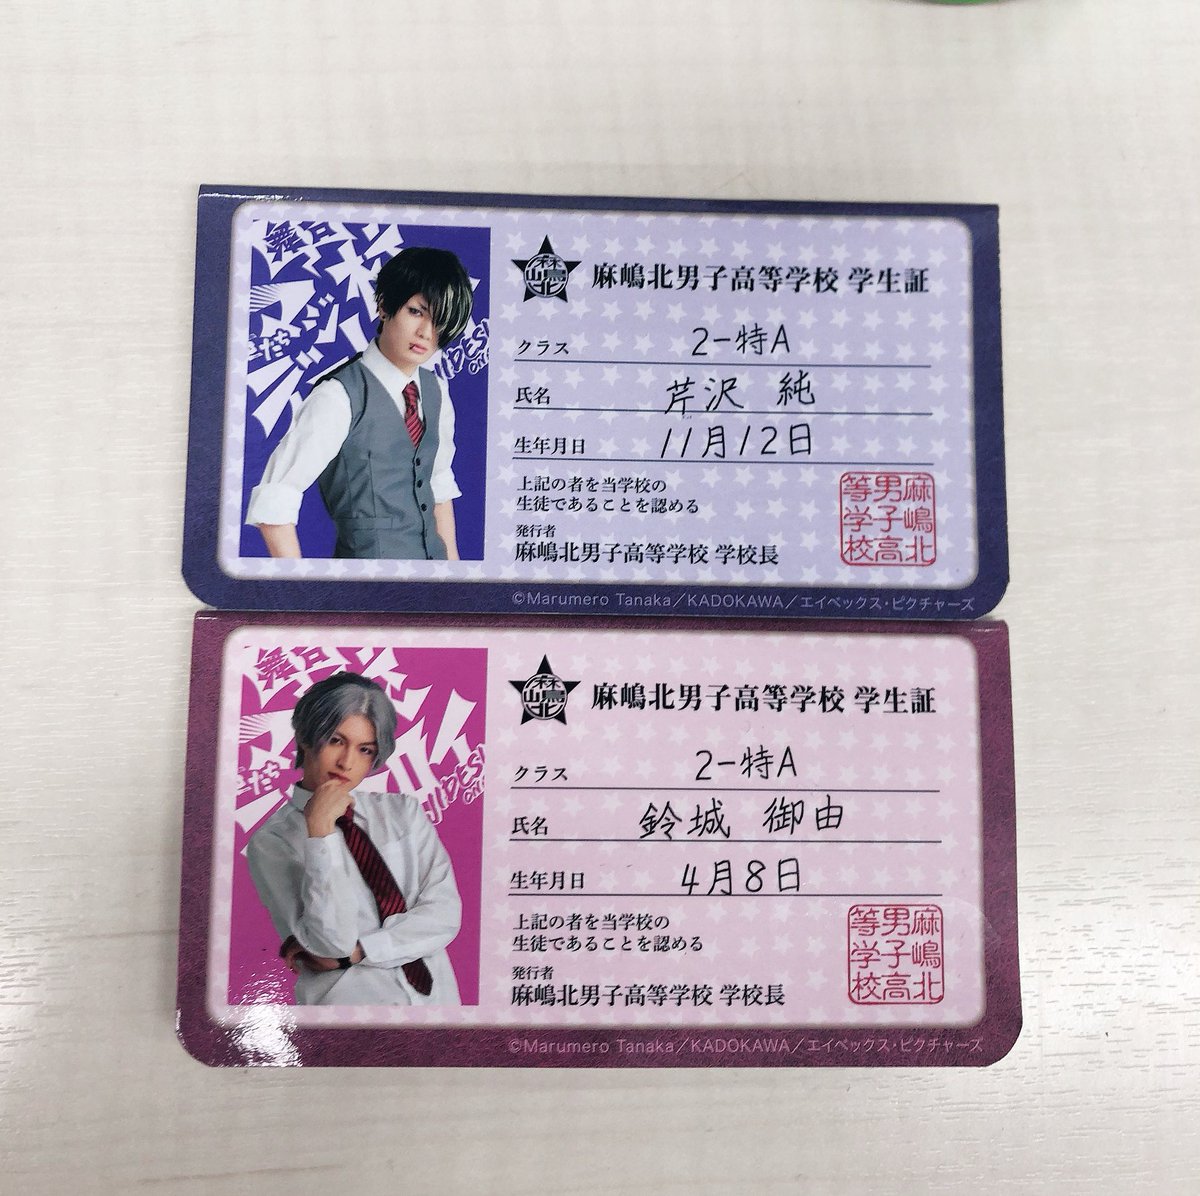 麻嶋北男子高等学校 学生証
クラス 2-特A
氏名 芹沢 純
生年月日 11月12日
上記の者を当学校の
生徒であることを認める
発行者
麻嶋北男子高等学校 学校長
麻嶋北
男子高
等学校
©Marumero Tanaka／KADOKAWA／エイベックス・ピクチャーズ
麻嶋北男子高等学校 学生証
クラス 2-特A
氏名 鈴城 御由
生年月日 4月8日
上記の者を当学校の
生徒であることを認める
発行者
麻嶋北男子高等学校 学校長
麻嶋北
男子高
等学校
©Marumero Tanaka／KADOKAWA／エイベックス・ピクチャーズ